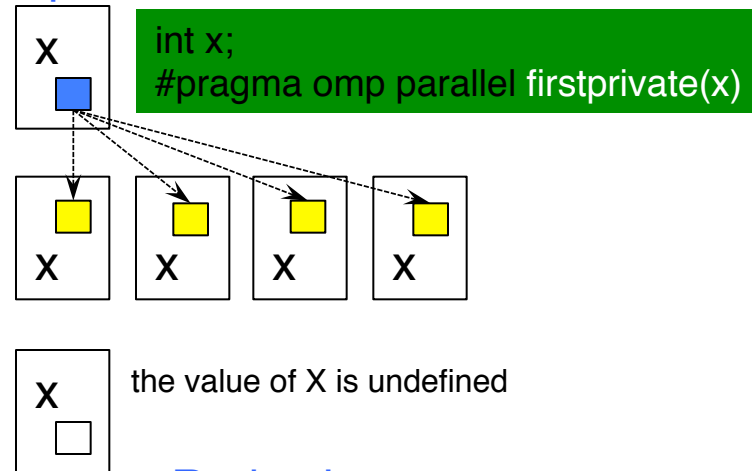 X
int x;
#pragma omp parallel firstprivate(x)
X X X X
X
the value of X is undefined